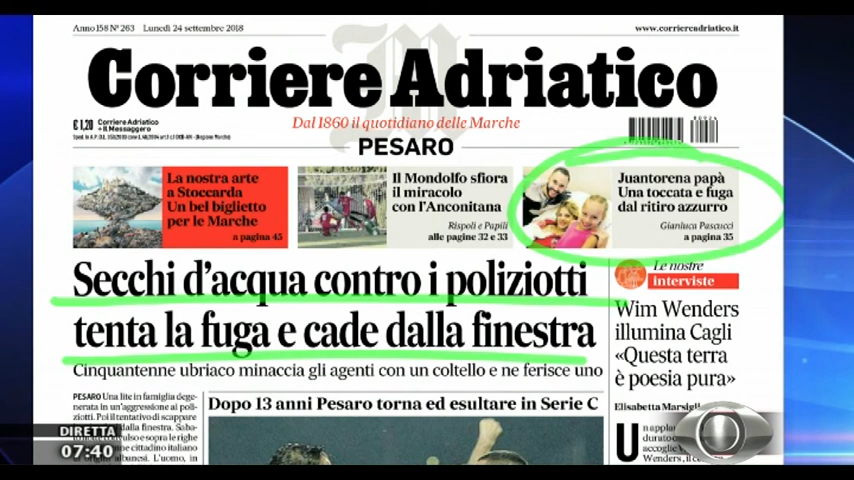 Anno 158 N° 263 Lunedì 24 settembre 2018
www.corriereadriatico.it
Corriere Adriatico
€ 1,20 Corriere Adriatico
+ Il Messaggero
Dal 1860 il quotidiano delle Marche
PESARO
La nostra arte
a Stoccarda
Un bel biglietto
per le Marche
a pagina 45
Il Mondolfo sfiora
il miracolo
con l'Anconitana
Rispoli e Papili
alle pagine 32 e 33
Juantorena papà
Una toccata e fuga
dal ritiro azzurro
Gianluca Pascucci
a pagina 35
Secchi d'acqua contro i poliziotti
tenta la fuga e cade dalla finestra
Cinquantenne ubriaco minaccia gli agenti con un coltello e ne ferisce uno
Le nostre
interviste
Wim Wenders
illumina Cagli
«Questa terra
è poesia pura»
Elisabetta Marsigli
PESARO Una lite in famiglia dege-
nerata in un'aggressione ai poli-
ziotti. Poi il tentativo di scappare
dalla finestra. Saba-
Dopo 13 anni Pesaro torna ed esultare in Serie C
DIRETTA
07:40